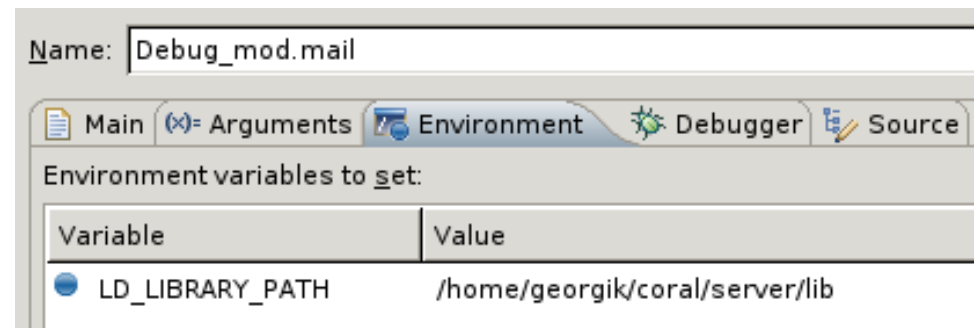 Name: Debug_mod.mail
Main (x)= Arguments Environment Debugger Source
Environment variables to set:
Variable Value
LD_LIBRARY_PATH /home/georgik/coral/server/lib